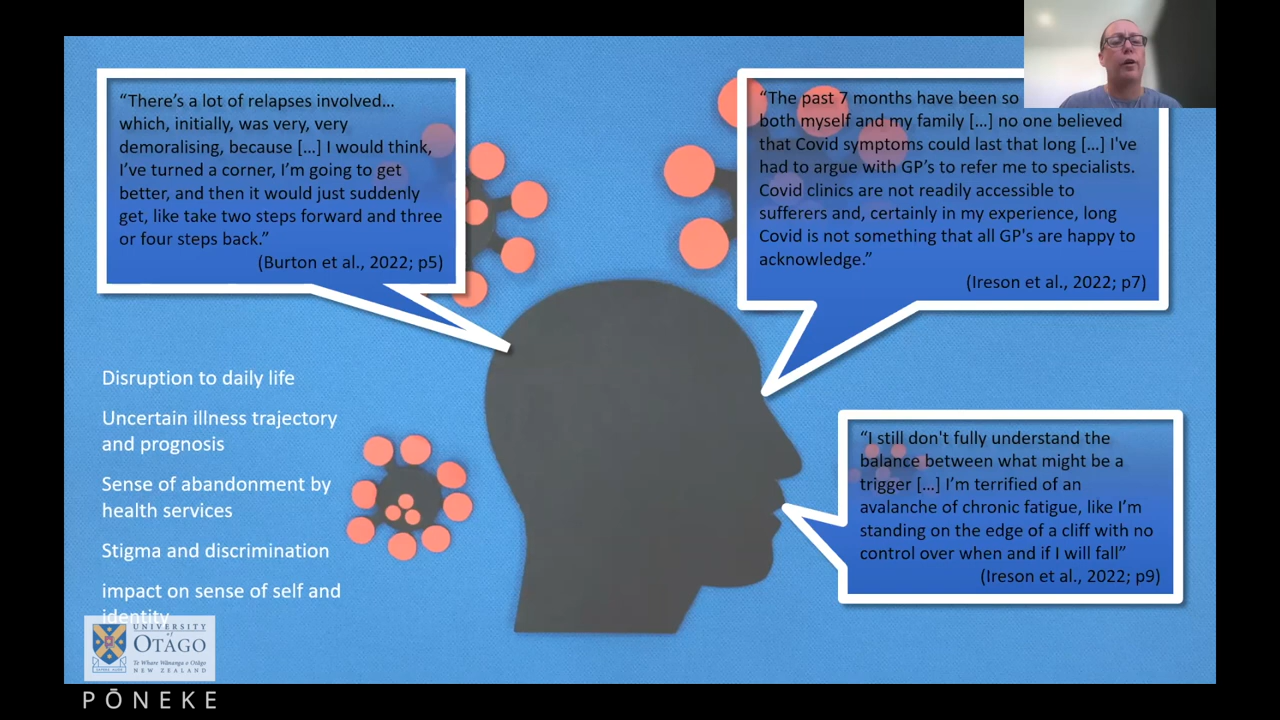 “There’s a lot of relapses involved…
which, initially, was very, very
demoralising, because […] I would think,
I’ve turned a corner, I’m going to get
better, and then it would just suddenly
get, like take two steps forward and three
or four steps back.”
(Burton et al., 2022; p5)
“The past 7 months have been so
both myself and my family […] no one believed
that Covid symptoms could last that long […] I've
had to argue with GP’s to refer me to specialists.
Covid clinics are not readily accessible to
sufferers and, certainly in my experience, long
Covid is not something that all GP's are happy to
acknowledge.”
(Ireson et al., 2022; p7)
Disruption to daily life
Uncertain illness trajectory
and prognosis
Sense of abandonment by
health services
Stigma and discrimination
impact on sense of self and
identity
“I still don't fully understand the
balance between what might be a
trigger […] I’m terrified of an
avalanche of chronic fatigue, like I’m
standing on the edge of a cliff with no
control over when and if I will fall”
(Ireson et al., 2022; p9)
UNIVERSITY
of
OTAGO
Te Whare Wānanga o Otāgo
NEW ZEALAND
PŌNEKE